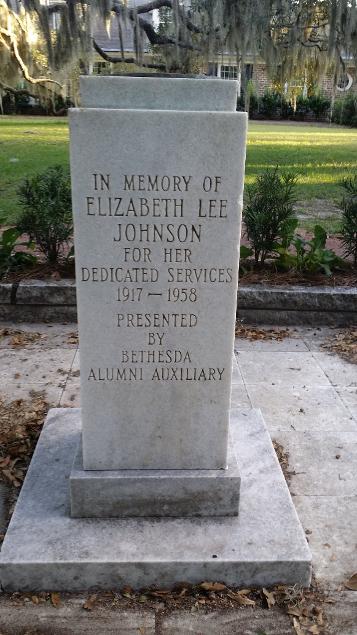 IN MEMORY OF
ELIZABETH LEE
JOHNSON
FOR HER
DEDICATED SERVICES
1917 — 1958
PRESENTED
BY
BETHESDA
ALUMNI AUXILIARY